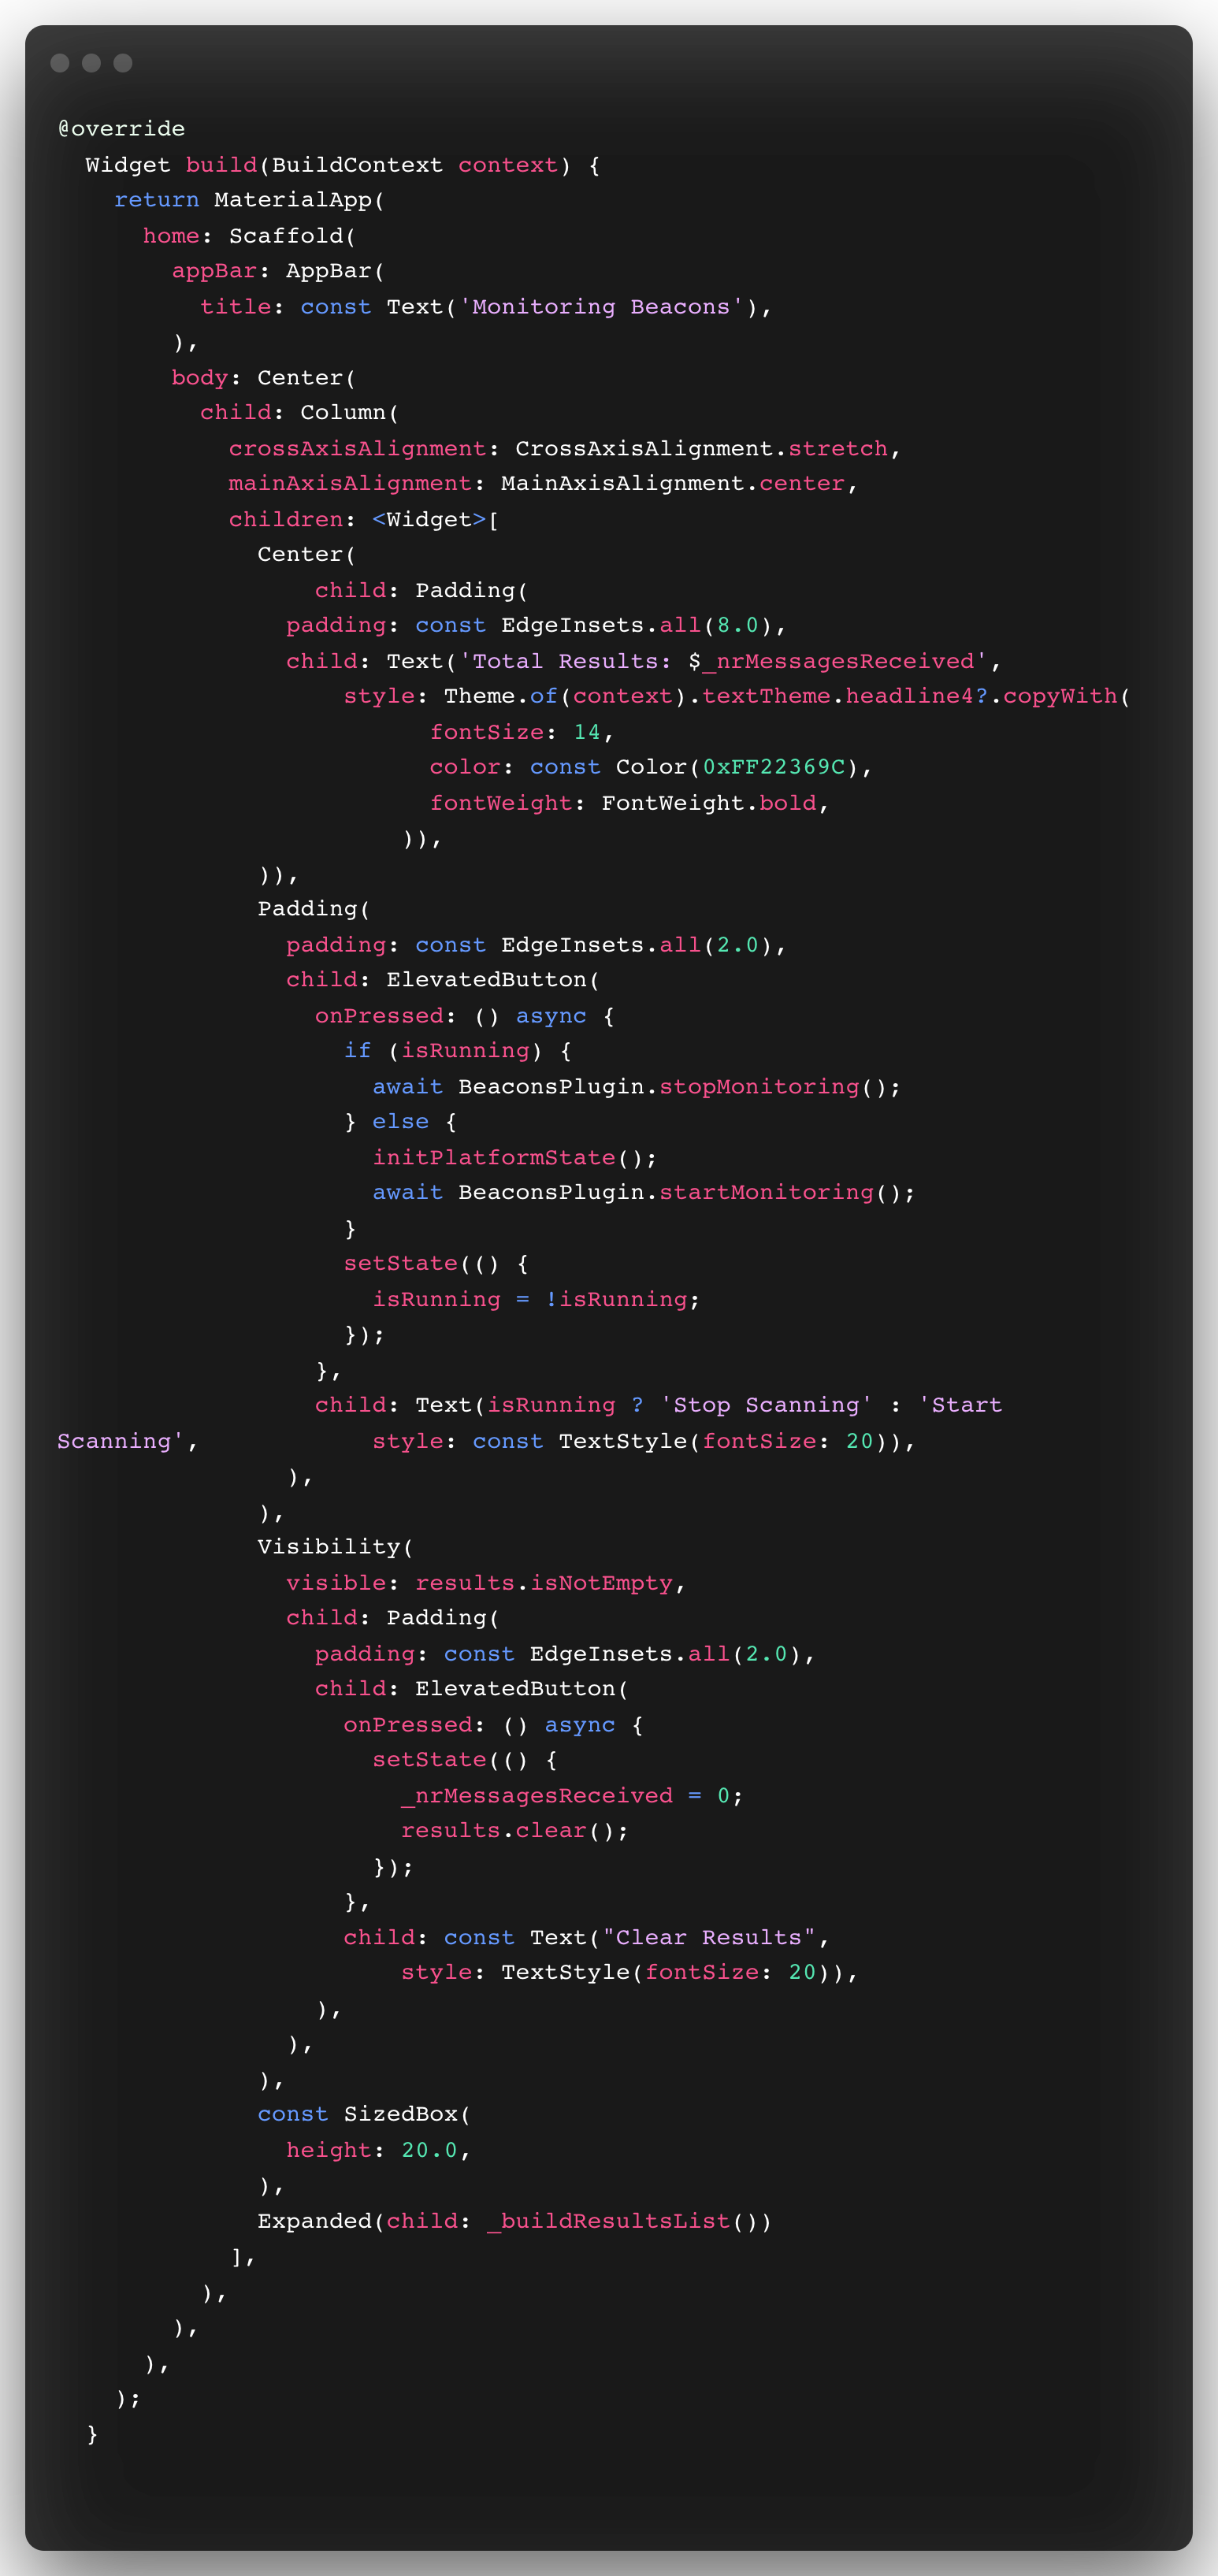 @override
  Widget build(BuildContext context) {
    return MaterialApp(
      home: Scaffold(
        appBar: AppBar(
          title: const Text('Monitoring Beacons'),
        ),
        body: Center(
          child: Column(
            crossAxisAlignment: CrossAxisAlignment.stretch,
            mainAxisAlignment: MainAxisAlignment.center,
            children: <Widget>[
              Center(
                  child: Padding(
                padding: const EdgeInsets.all(8.0),
                child: Text('Total Results: $_nrMessagesReceived',
                    style: Theme.of(context).textTheme.headline4?.copyWith(
                          fontSize: 14,
                          color: const Color(0xFF22369C),
                          fontWeight: FontWeight.bold,
                        )),
              )),
              Padding(
                padding: const EdgeInsets.all(2.0),
                child: ElevatedButton(
                  onPressed: () async {
                    if (isRunning) {
                      await BeaconsPlugin.stopMonitoring();
                    } else {
                      initPlatformState();
                      await BeaconsPlugin.startMonitoring();
                    }
                    setState(() {
                      isRunning = !isRunning;
                    });
                  },
                  child: Text(isRunning ? 'Stop Scanning' : 'Start
Scanning',            style: const TextStyle(fontSize: 20)),
                ),
              ),
              Visibility(
                visible: results.isNotEmpty,
                child: Padding(
                  padding: const EdgeInsets.all(2.0),
                  child: ElevatedButton(
                    onPressed: () async {
                      setState(() {
                        _nrMessagesReceived = 0;
                        results.clear();
                      });
                    },
                    child: const Text("Clear Results",
                        style: TextStyle(fontSize: 20)),
                  ),
                ),
              ),
              const SizedBox(
                height: 20.0,
              ),
              Expanded(child: _buildResultsList())
            ],
          ),
        ),
      ),
    );
  }